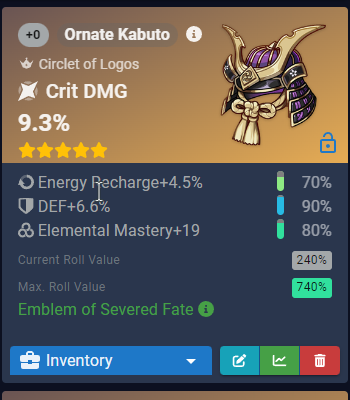 +0 Ornate Kabuto
Circlet of Logos
Crit DMG
9.3%
Energy Recharge+4.5% 70%
DEF+6.6% 90%
Elemental Mastery+19 80%
Current Roll Value 240%
Max. Roll Value 740%
Emblem of Severed Fate
Inventory